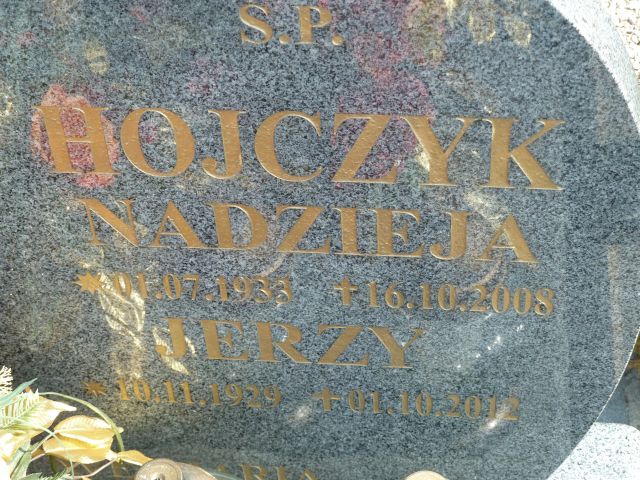 S.P.
HOJCZYK
NADZIEJA
* 01.07.1933 ✝ 16.10.2008
JERZY
* 10.11.1929 ✝ 01.10.2012